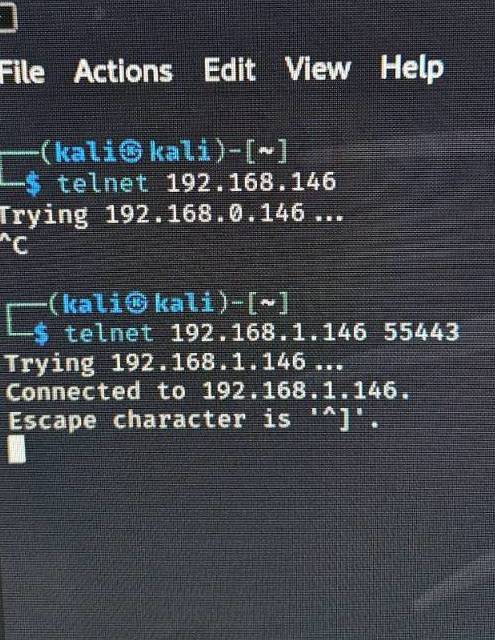 File Actions Edit View Help
┌──(kali㉿kali)-[~]
└─$ telnet 192.168.146
Trying 192.168.0.146...
^C
┌──(kali㉿kali)-[~]
└─$ telnet 192.168.1.146 55443
Trying 192.168.1.146...
Connected to 192.168.1.146.
Escape character is '^]'.